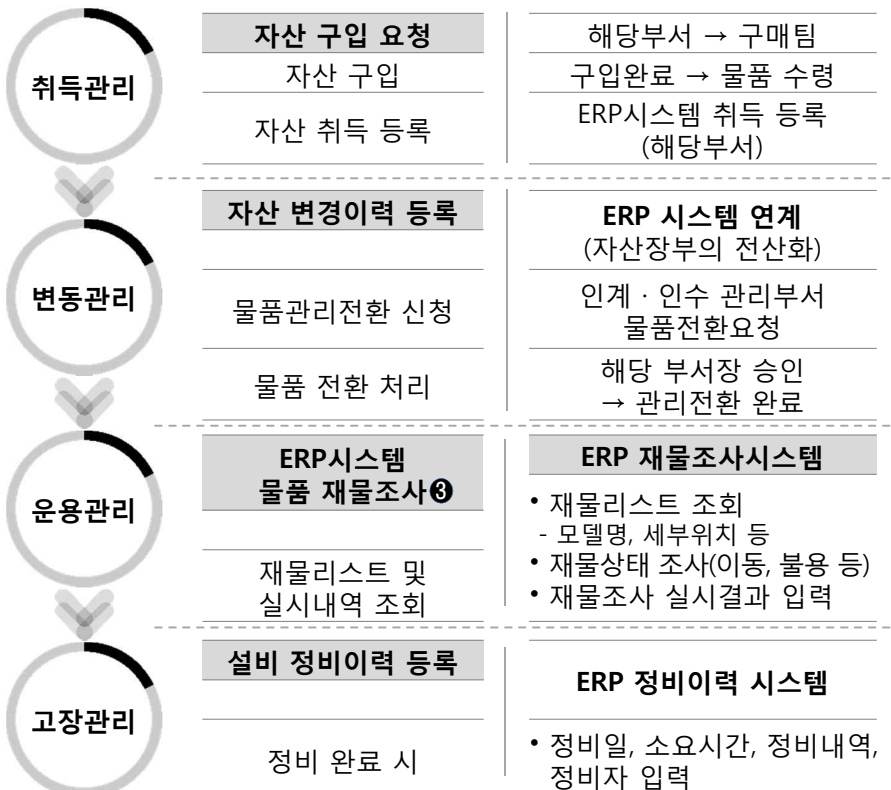 취득관리
자산 구입 요청
해당부서 → 구매팀
자산 구입
구입완료 → 물품 수령
자산 취득 등록
ERP시스템 취득 등록
(해당부서)
변동관리
자산 변경이력 등록
ERP 시스템 연계
(자산장부의 전산화)
물품관리전환 신청
인계 · 인수 관리부서
물품전환요청
물품 전환 처리
해당 부서장 승인
→ 관리전환 완료
운용관리
ERP시스템
물품 재물조사❸
ERP 재물조사시스템
재물리스트 및
실시내역 조회
• 재물리스트 조회
- 모델명, 세부위치 등
• 재물상태 조사(이동, 불용 등)
• 재물조사 실시결과 입력
고장관리
설비 정비이력 등록
ERP 정비이력 시스템
정비 완료 시
• 정비일, 소요시간, 정비내역,
정비자 입력